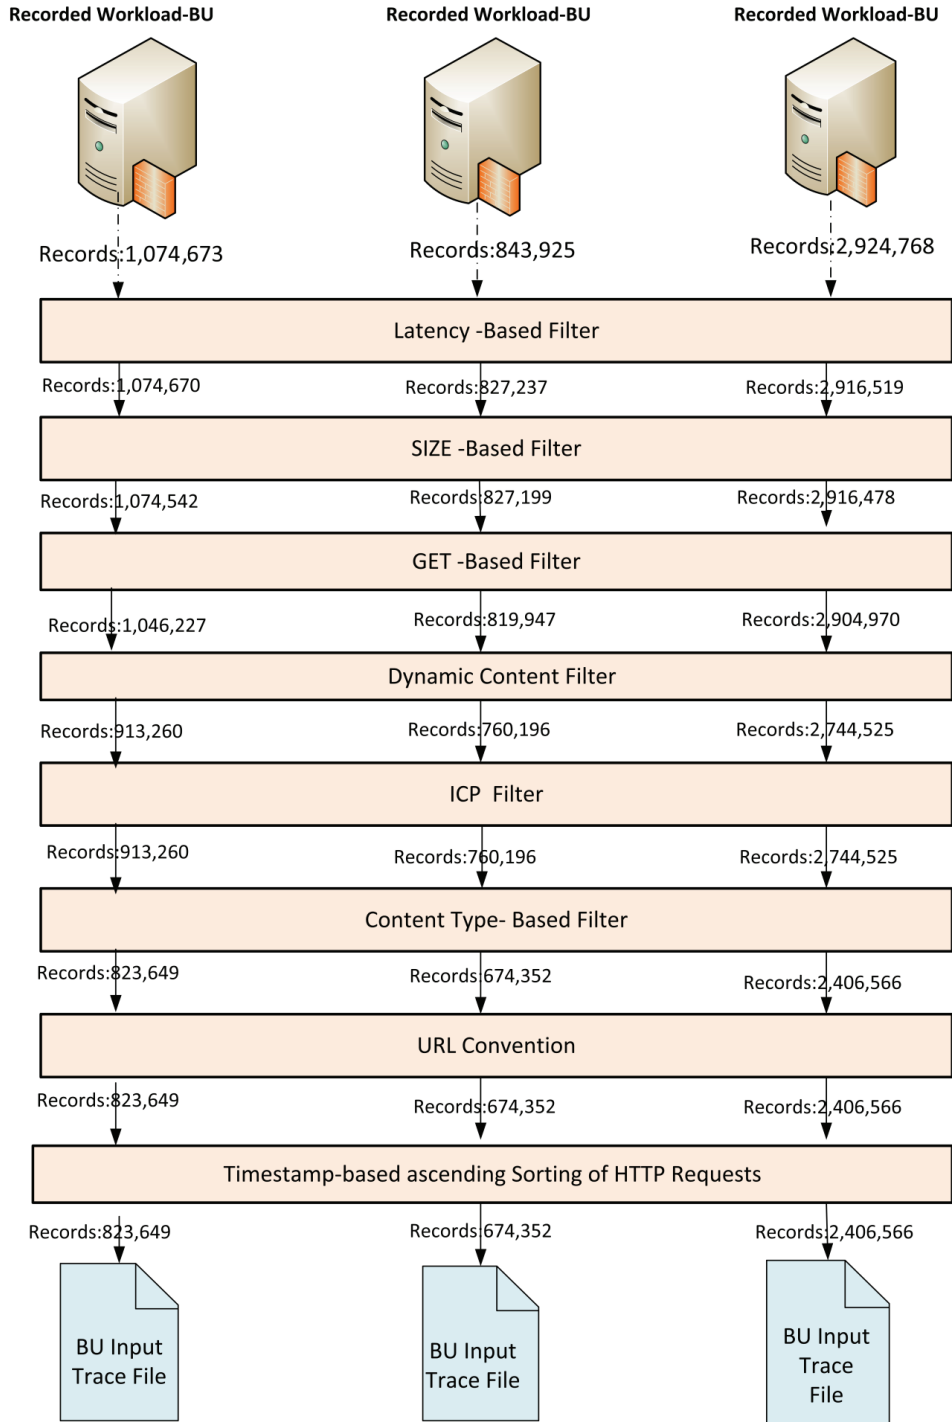 Recorded Workload-BU
Recorded Workload-BU
Recorded Workload-BU
Records:1,074,673
Records:843,925
Records:2,924,768
Latency -Based Filter
Records:1,074,670
Records:827,237
Records:2,916,519
SIZE -Based Filter
Records:1,074,542
Records:827,199
Records:2,916,478
GET -Based Filter
Records:1,046,227
Records:819,947
Records:2,904,970
Dynamic Content Filter
Records:913,260
Records:760,196
Records:2,744,525
ICP  Filter
Records:913,260
Records:760,196
Records:2,744,525
Content Type- Based Filter
Records:823,649
Records:674,352
Records:2,406,566
URL Convention
Records:823,649
Records:674,352
Records:2,406,566
Timestamp-based ascending Sorting of HTTP Requests
Records:823,649
Records:674,352
Records:2,406,566
BU Input
Trace File
BU Input
Trace File
BU Input
Trace
File